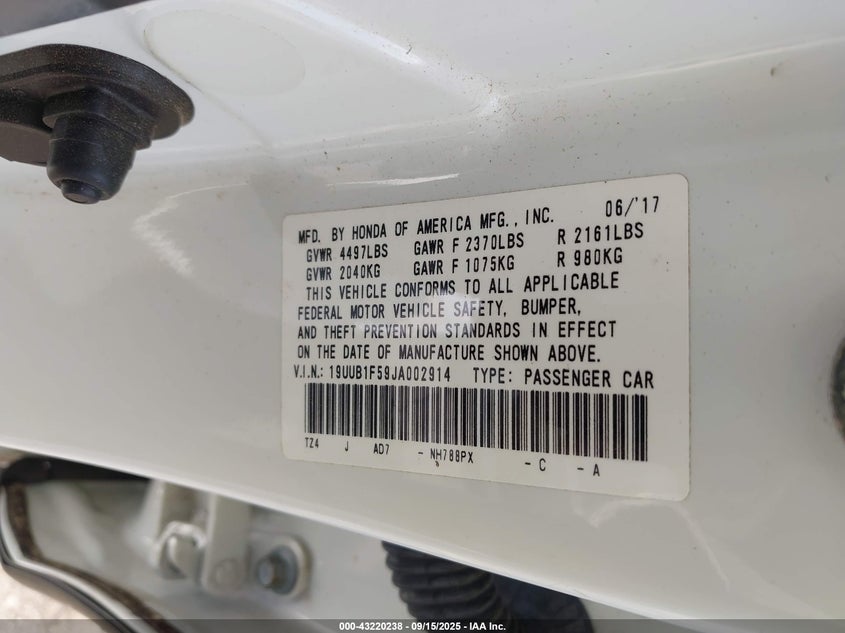 MFD. BY HONDA OF AMERICA MFG., INC. 06/'17
GVWR 4497LBS GAWR F 2370LBS R 2161LBS
GVWR 2040KG GAWR F 1075KG R 980KG
THIS VEHICLE CONFORMS TO ALL APPLICABLE
FEDERAL MOTOR VEHICLE SAFETY, BUMPER,
AND THEFT PREVENTION STANDARDS IN EFFECT
ON THE DATE OF MANUFACTURE SHOWN ABOVE.
V.I.N.: 19UUB1F59JA002914 TYPE: PASSENGER CAR
TZ4 J AD7 - NH788PX - C - A
000-43220238 - 09/15/2025 - IAA Inc.